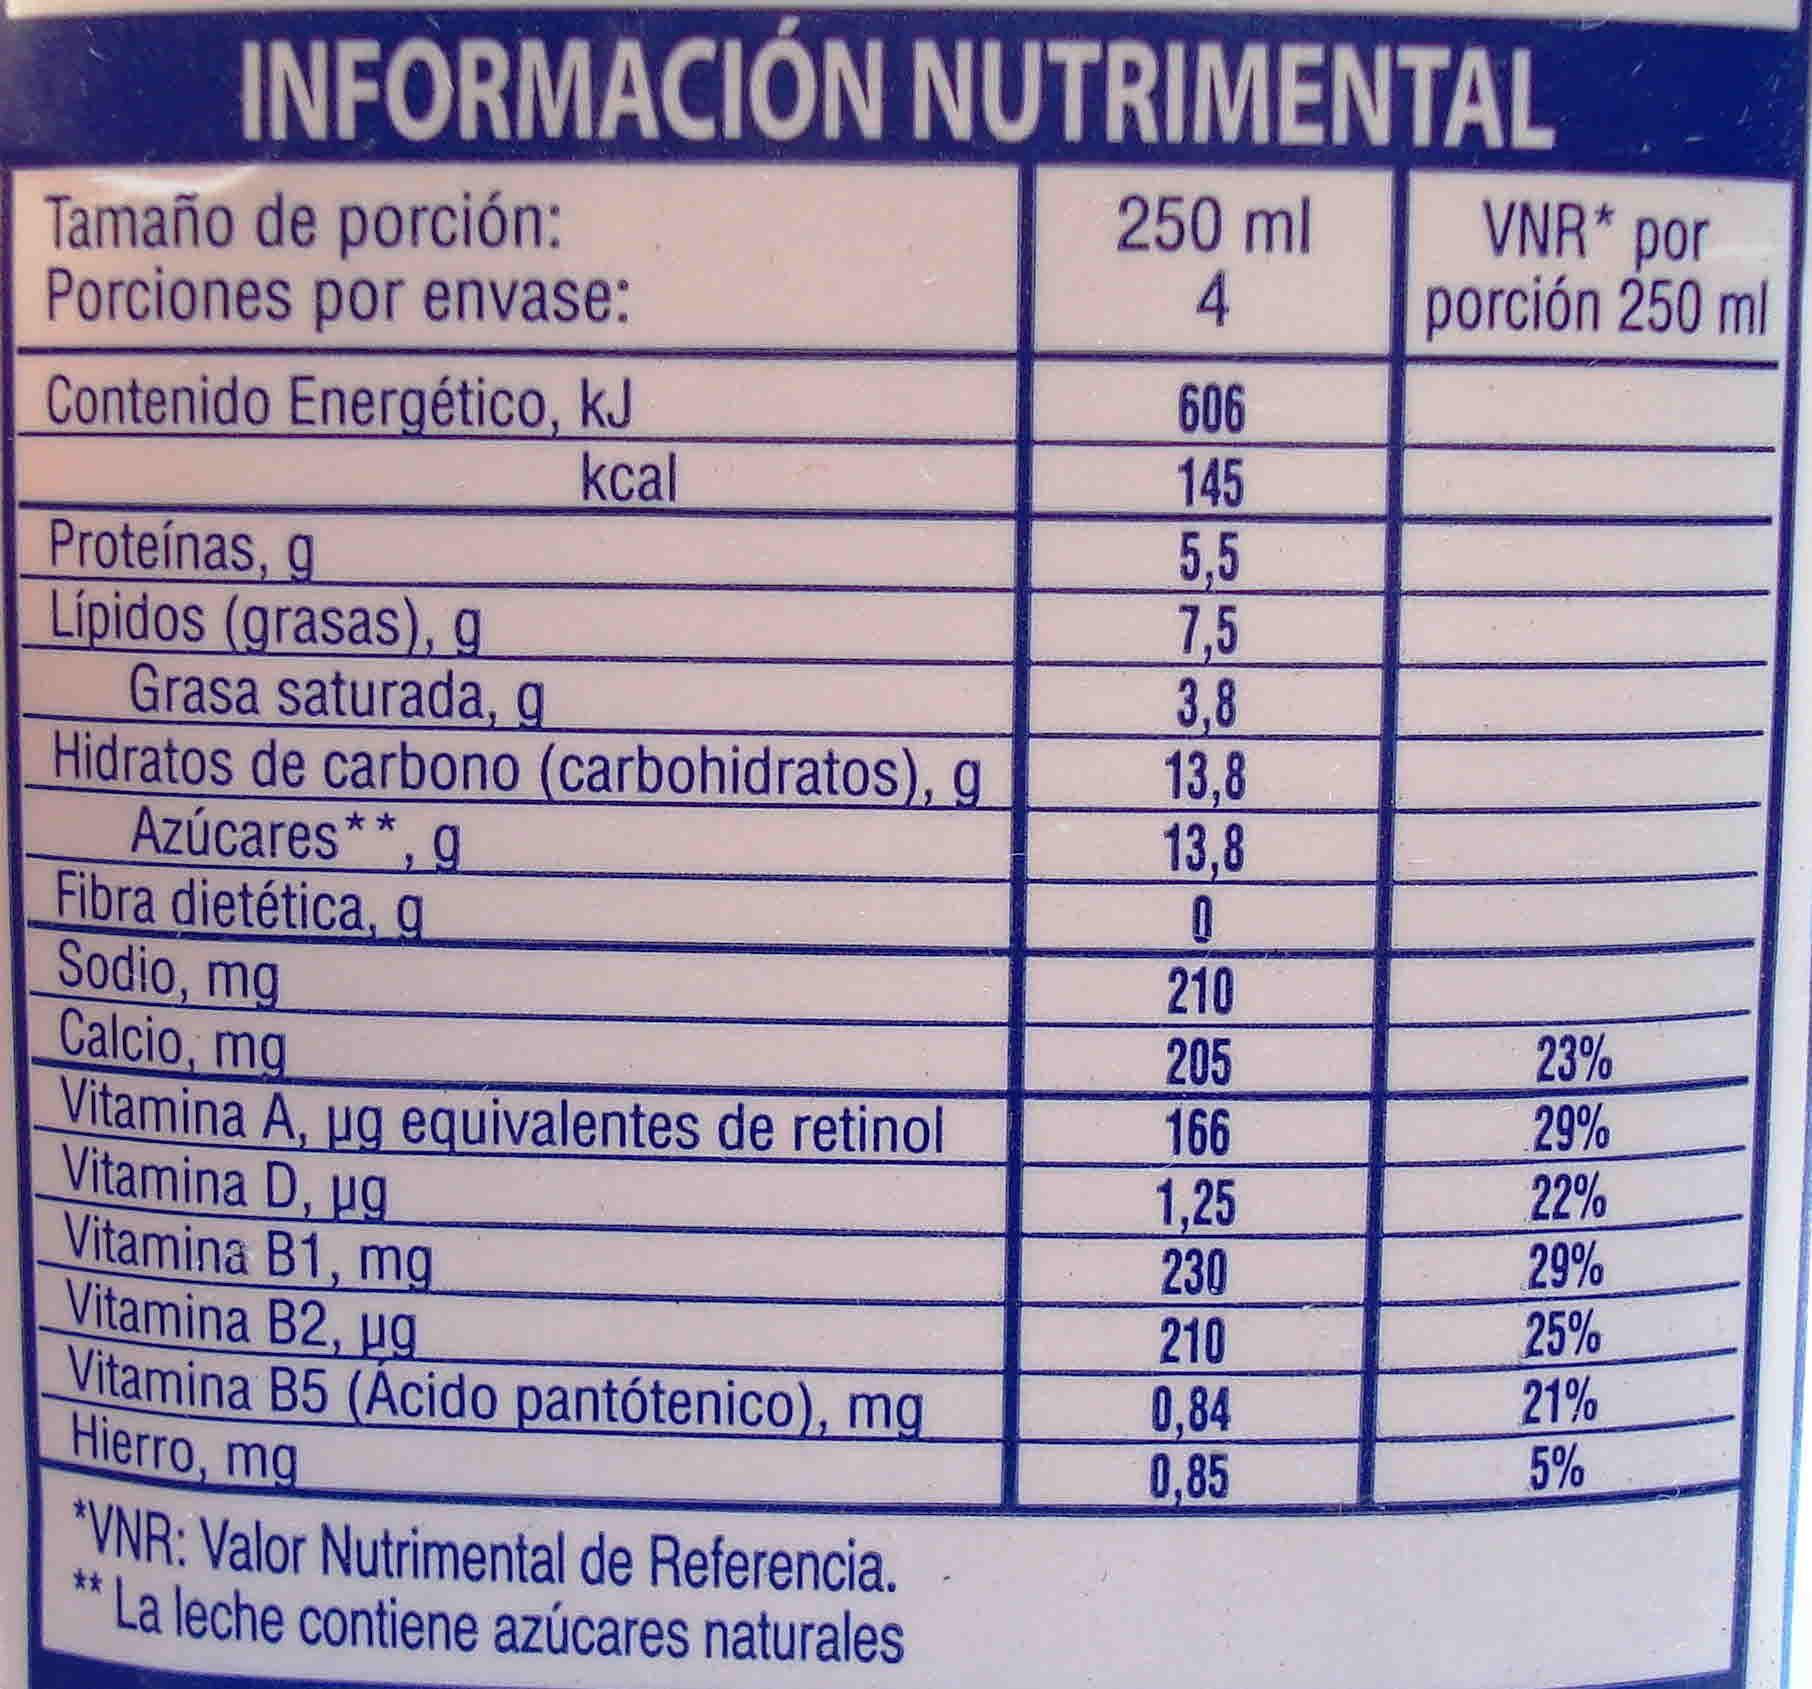 INFORMACIÓN NUTRIMENTAL
Tamaño de porción: 250 ml VNR* por
Porciones por envase: 4 porción 250 ml
Contenido Energético, kJ 606
kcal 145
Proteínas, g 5,5
Lípidos (grasas), g 7,5
Grasa saturada, g 3,8
Hidratos de carbono (carbohidratos), g 13,8
Azúcares**, g 13,8
Fibra dietética, g 0
Sodio, mg 210
Calcio, mg 205 23%
Vitamina A, µg equivalentes de retinol 166 29%
Vitamina D, µg 1,25 22%
Vitamina B1, mg 230 29%
Vitamina B2, µg 210 25%
Vitamina B5 (Ácido pantótenico), mg 0,84 21%
Hierro, mg 0,85 5%
*VNR: Valor Nutrimental de Referencia.
** La leche contiene azúcares naturales